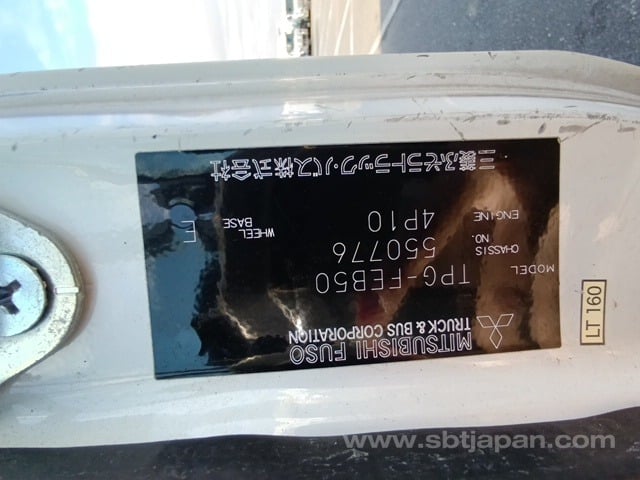 MITSUBISHI FUSO
TRUCK & BUS CORPORATION
MODEL
TPG-FEB50
CHASSIS NO.
550776
ENGINE
4P10
WHEEL BASE
E
三菱ふそうトラック・バス株式会社
LT 160
www.sbtjapan.com